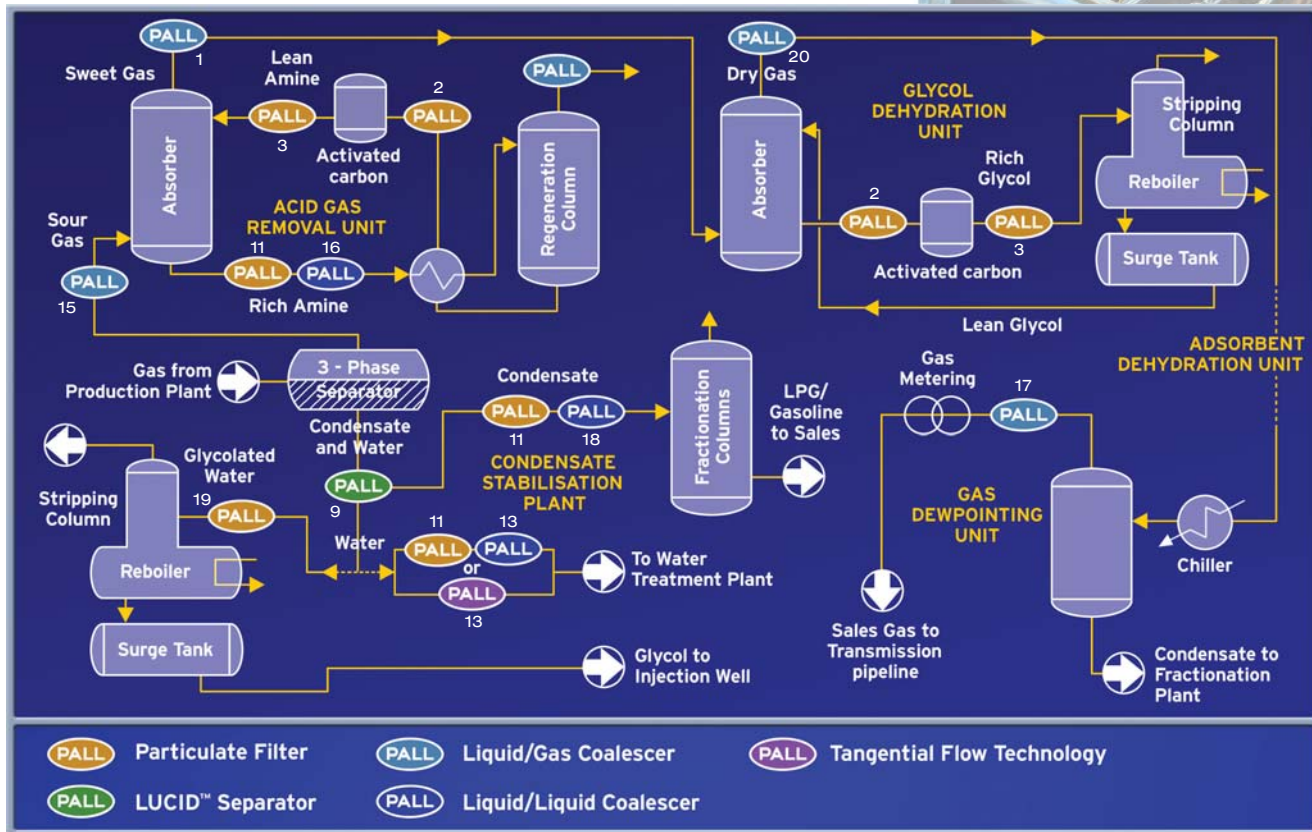 PALL
1
Sweet Gas
Lean
Amine
PALL
3
Activated
carbon
2
PALL
PALL
Absorber
ACID GAS
REMOVAL UNIT
Regeneration
Column
Sour
Gas
PALL
15
11
PALL
16
PALL
Rich Amine
PALL
20
Dry Gas
GLYCOL
DEHYDRATION
UNIT
Stripping
Column
Absorber
2
PALL
Activated carbon
Rich
Glycol
PALL
3
Reboiler
Surge Tank
Lean Glycol
ADSORBENT
DEHYDRATION UNIT
Gas from
Production Plant
3 - Phase
Separator
Condensate
and Water
PALL
9
Condensate
PALL
11
PALL
18
CONDENSATE
STABILISATION
PLANT
Fractionation
Columns
LPG/
Gasoline
to Sales
Gas
Metering
17
PALL
GAS
DEWPOINTING
UNIT
Chiller
Glycolated
Water
Stripping
Column
19
PALL
Reboiler
Surge Tank
Water
11
PALL
13
PALL
or
PALL
13
To Water
Treatment Plant
Glycol to
Injection Well
Sales Gas to
Transmission
pipeline
Condensate to
Fractionation
Plant
PALL Particulate Filter
PALL Liquid/Gas Coalescer
PALL Tangential Flow Technology
PALL LUCID™ Separator
PALL Liquid/Liquid Coalescer